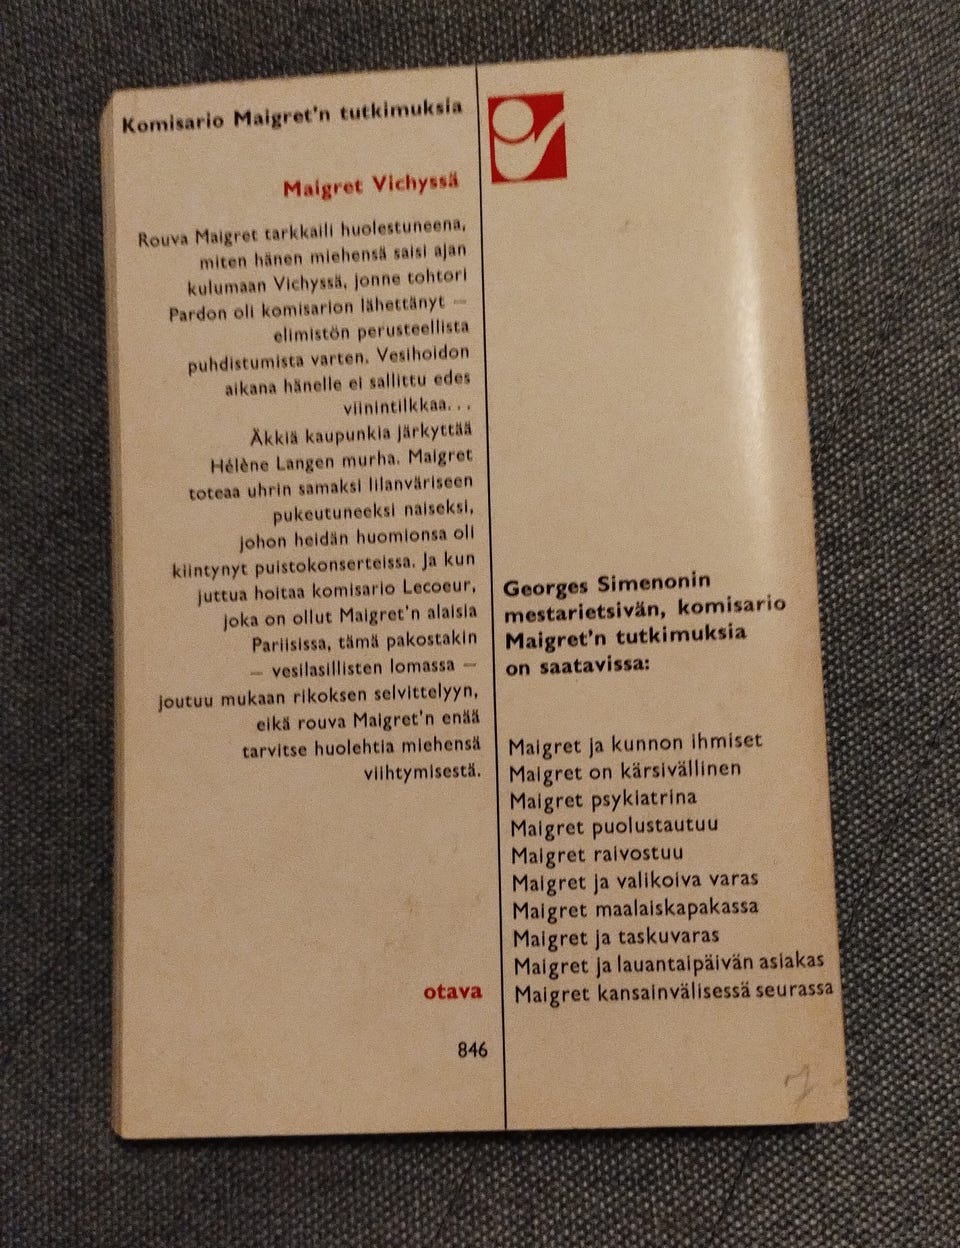 Komisario Maigret'n tutkimuksia
Maigret Vichyssä
Rouva Maigret tarkkaili huolestuneena,
miten hänen miehensä saisi ajan
kulumaan Vichyssä, jonne tohtori
Pardon oli komisarion lähettänyt —
elimistön perusteellista
puhdistumista varten. Vesihoidon
aikana hänelle ei sallittu edes
viinintilkkaa...
Äkkiä kaupunkia järkyttää
Hélène Langen murha. Maigret
toteaa uhrin samaksi lilanväriseen
pukeutuneeksi naiseksi,
johon heidän huomionsa oli
kiintynyt puistokonserteissa. Ja kun
juttua hoitaa komisario Lecoeur,
joka on ollut Maigret'n alaisia
Pariisissa, tämä pakostakin
— vesilasillisten lomassa —
joutuu mukaan rikoksen selvittelyyn,
eikä rouva Maigret'n enää
tarvitse huolehtia miehensä
viihtymisestä.
otava
846
Georges Simenonin
mestarietsivän, komisario
Maigret'n tutkimuksia
on saatavissa:
Maigret ja kunnon ihmiset
Maigret on kärsivällinen
Maigret psykiatrina
Maigret puolustautuu
Maigret raivostuu
Maigret ja valikoiva varas
Maigret maalaiskapakassa
Maigret ja taskuvaras
Maigret ja lauantaipäivän asiakas
Maigret kansainvälisessä seurassa